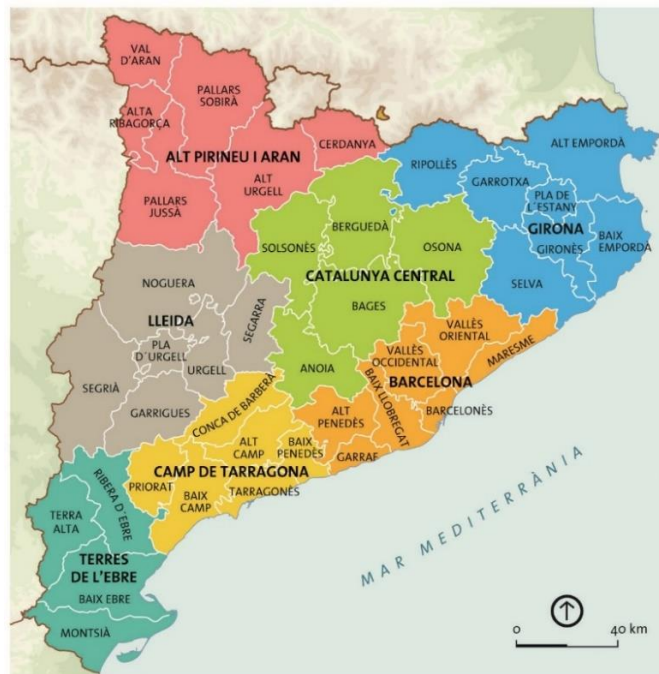 VAL
D'ARAN
PALLARS
SOBIRÀ
ALTA
RIBAGORÇA
ALT PIRINEU I ARAN
CERDANYA
ALT
URGELL
PALLARS
JUSSÀ
RIPOLLÈS
ALT EMPORDÀ
GARROTXA
PLA DE
L´ESTANY
GIRONA
GIRONÈS
BAIX
EMPORDÀ
SELVA
BERGUEDÀ
SOLSONÈS
OSONA
CATALUNYA CENTRAL
BAGES
ANOIA
NOGUERA
LLEIDA
SEGARRA
PLA
D´URGELL
URGELL
SEGRIÀ
GARRIGUES
VALLÈS
ORIENTAL
VALLÈS
OCCIDENTAL
MARESME
BARCELONA
BAIX LLOBREGAT
BARCELONÈS
ALT
PENEDÈS
GARRAF
CONCA DE BARBERÀ
ALT
CAMP
BAIX
PENEDÈS
CAMP DE TARRAGONA
PRIORAT
BAIX
CAMP
TARRAGONÈS
RIBERA D'EBRE
TERRA
ALTA
TERRES
DE L'EBRE
BAIX EBRE
MONTSIÀ
MAR MEDITERRÀNIA
0 40 km